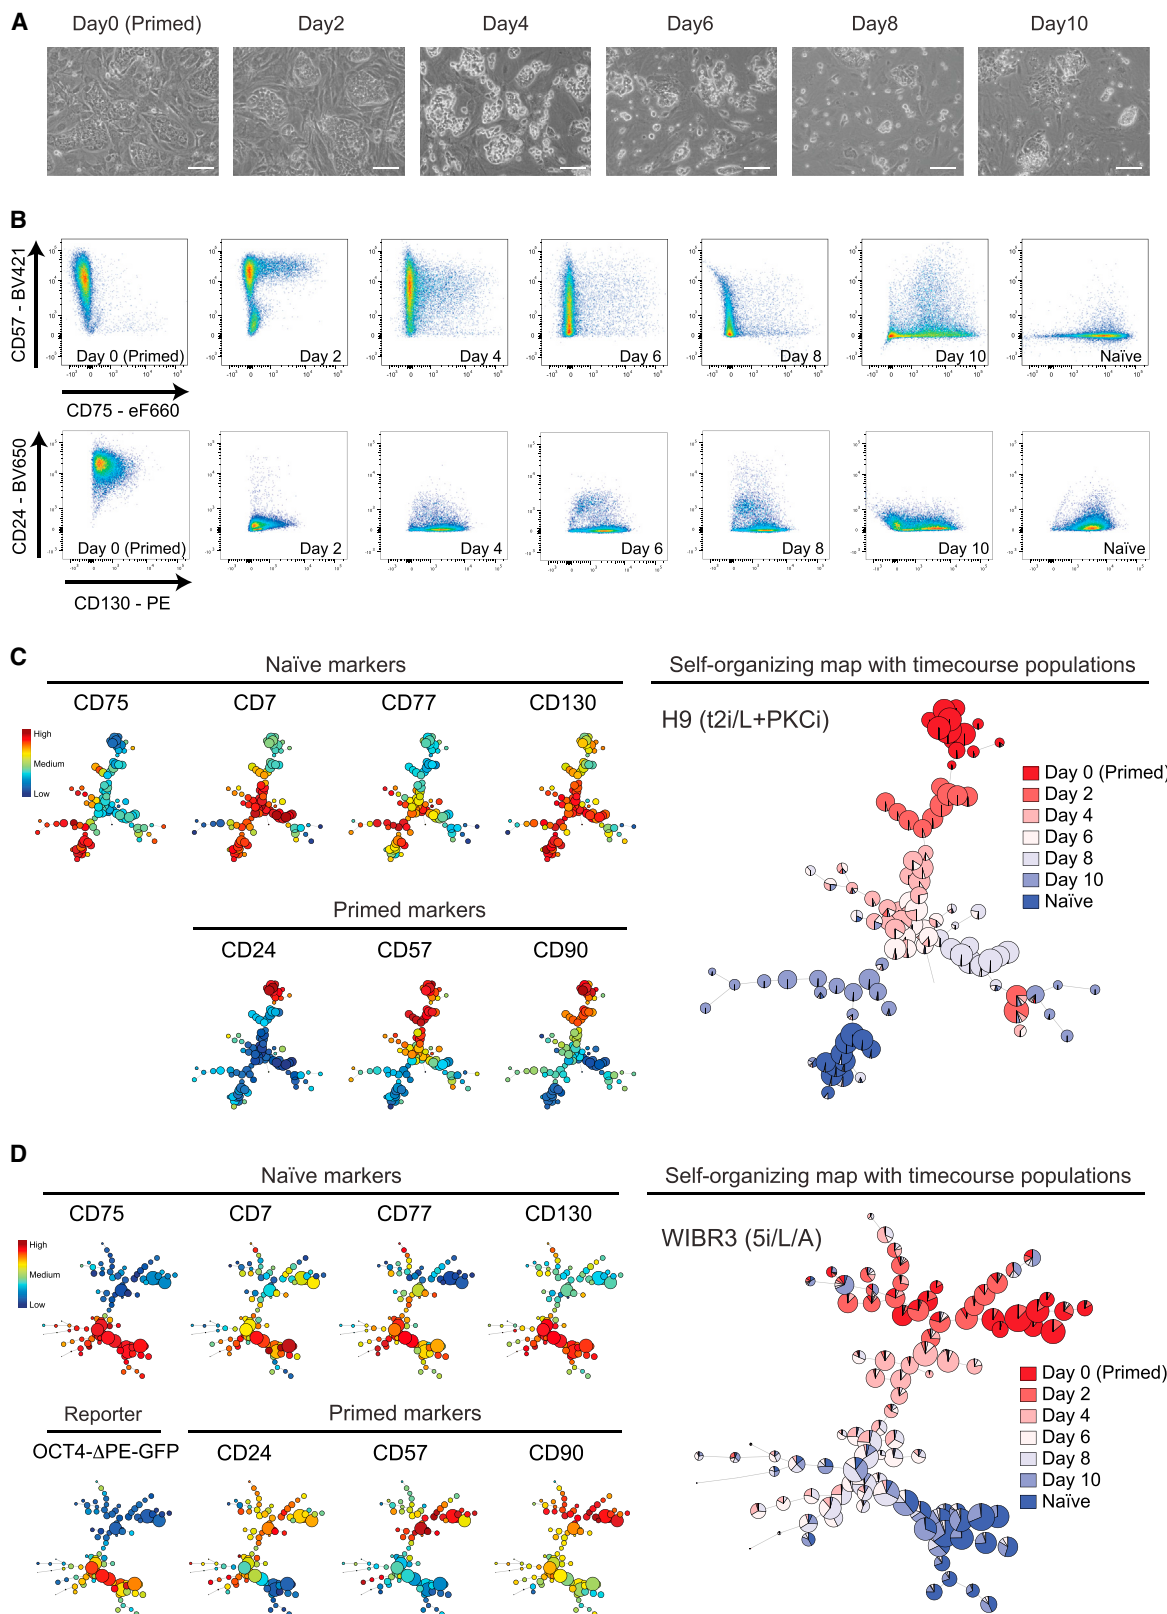 A
Day0 (Primed) Day2 Day4 Day6 Day8 Day10
B
CD57 - BV421
Day 0 (Primed) Day 2 Day 4 Day 6 Day 8 Day 10 Naïve
CD75 - eF660
CD24 - BV650
Day 0 (Primed) Day 2 Day 4 Day 6 Day 8 Day 10 Naïve
CD130 - PE
C
Naïve markers
CD75 CD7 CD77 CD130
High
Medium
Low
Primed markers
CD24 CD57 CD90
Self-organizing map with timecourse populations
H9 (t2i/L+PKCi)
Day 0 (Primed)
Day 2
Day 4
Day 6
Day 8
Day 10
Naïve
D
Naïve markers
CD75 CD7 CD77 CD130
High
Medium
Low
Reporter
OCT4-ΔPE-GFP
Primed markers
CD24 CD57 CD90
Self-organizing map with timecourse populations
WIBR3 (5i/L/A)
Day 0 (Primed)
Day 2
Day 4
Day 6
Day 8
Day 10
Naïve